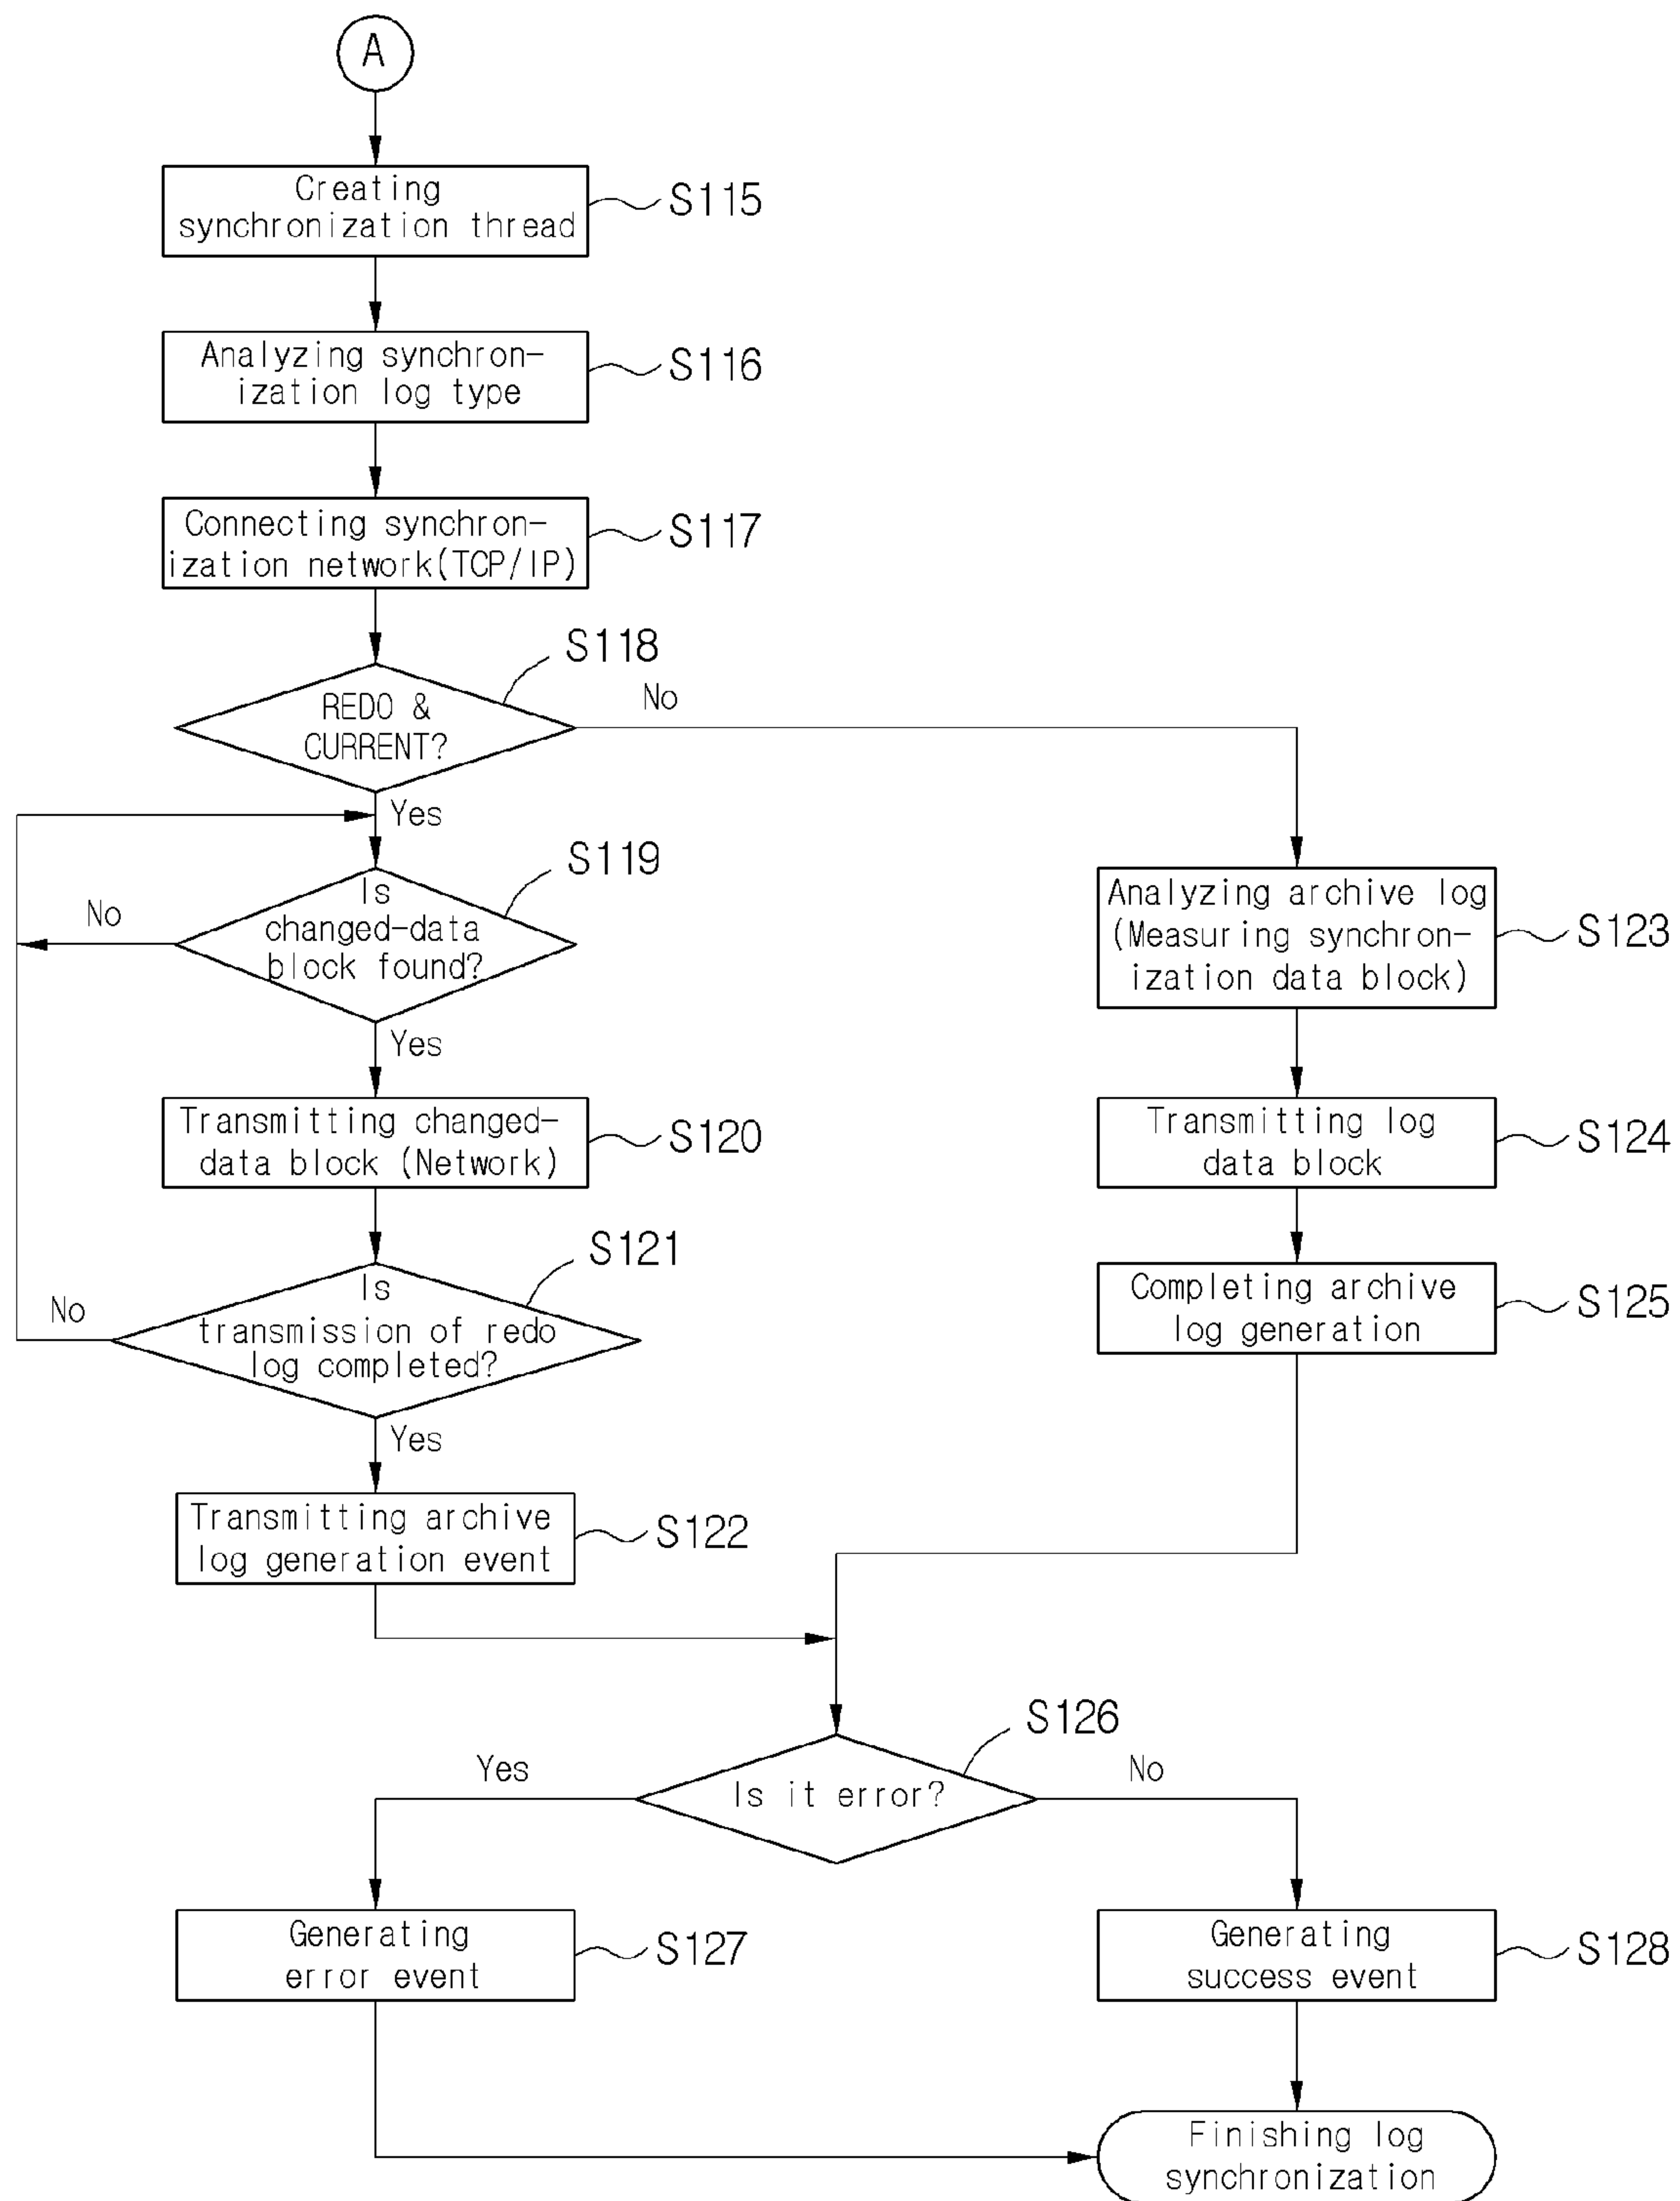 A
Creating
synchronization thread
S115
Analyzing synchron-
ization log type
S116
Connecting synchron-
ization network(TCP/IP)
S117
S118
REDO &
CURRENT?
No
Yes
S119
Is
changed-data
block found?
No
Yes
Transmitting changed-
data block (Network)
S120
S121
Is
transmission of redo
log completed?
No
Yes
Transmitting archive
log generation event
S122
Analyzing archive log
(Measuring synchron-
ization data block)
S123
Transmitting log
data block
S124
Completing archive
log generation
S125
S126
Is it error?
Yes
No
Generating
error event
S127
Generating
success event
S128
Finishing log
synchronization